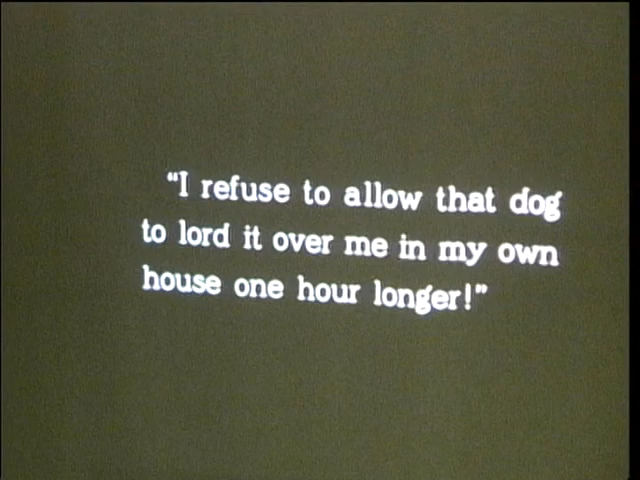 “I refuse to allow that dog
to lord it over me in my own
house one hour longer!”